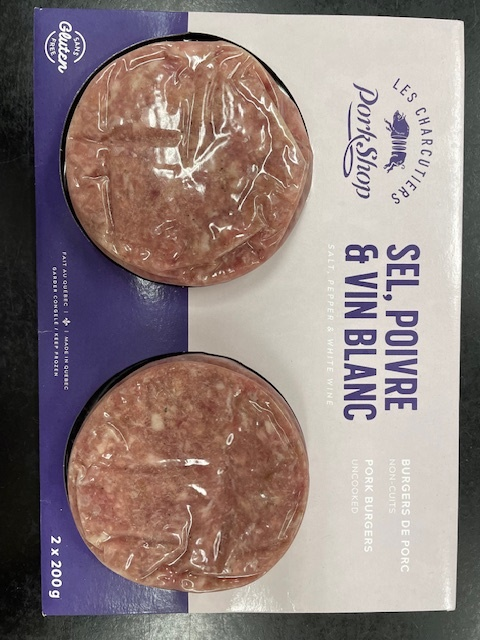 LES CHARCUTIERS
PorkShop
SEL, POIVRE
& VIN BLANC
SALT, PEPPER & WHITE WINE
BURGERS DE PORC
NON-CUITS
PORK BURGERS
UNCOOKED
SANS
Gluten
FREE
FAIT AU QUÉBEC | MADE IN QUEBEC
GARDER CONGELÉ / KEEP FROZEN
2 x 200 g